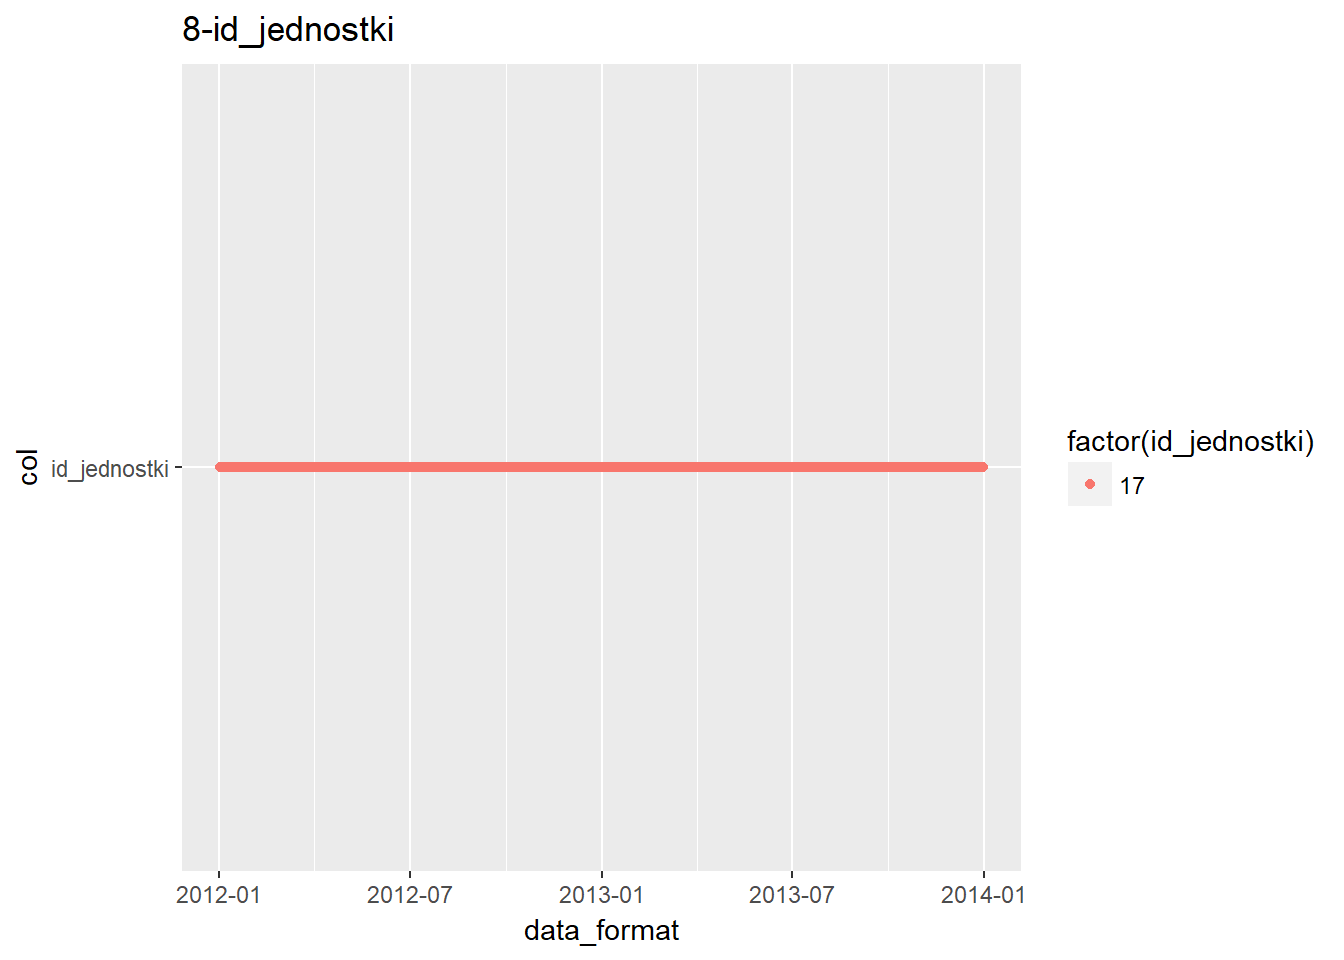 8-id_jednostki
col
id_jednostki
factor(id_jednostki)
17
2012-01 2012-07 2013-01 2013-07 2014-01
data_format